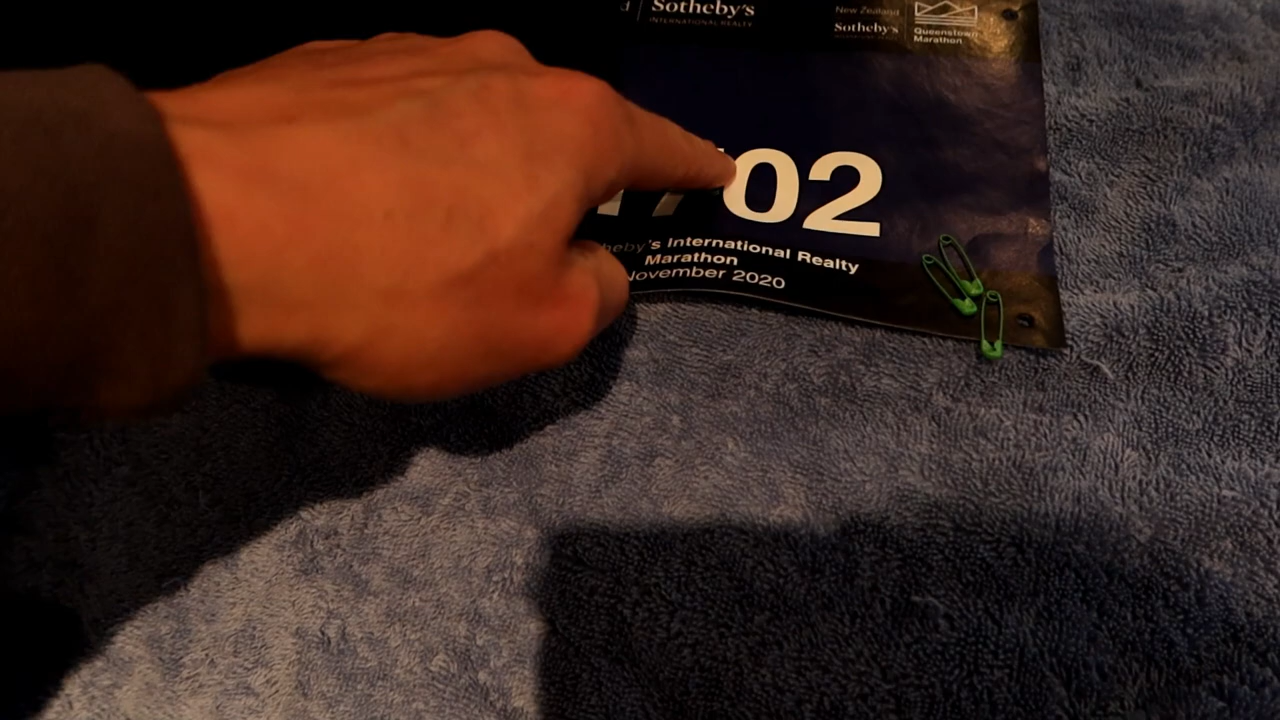 Sotheby's
INTERNATIONAL REALTY
New Zealand
Sotheby's
Queenstown
Marathon
02
's International Realty
Marathon
November 2020